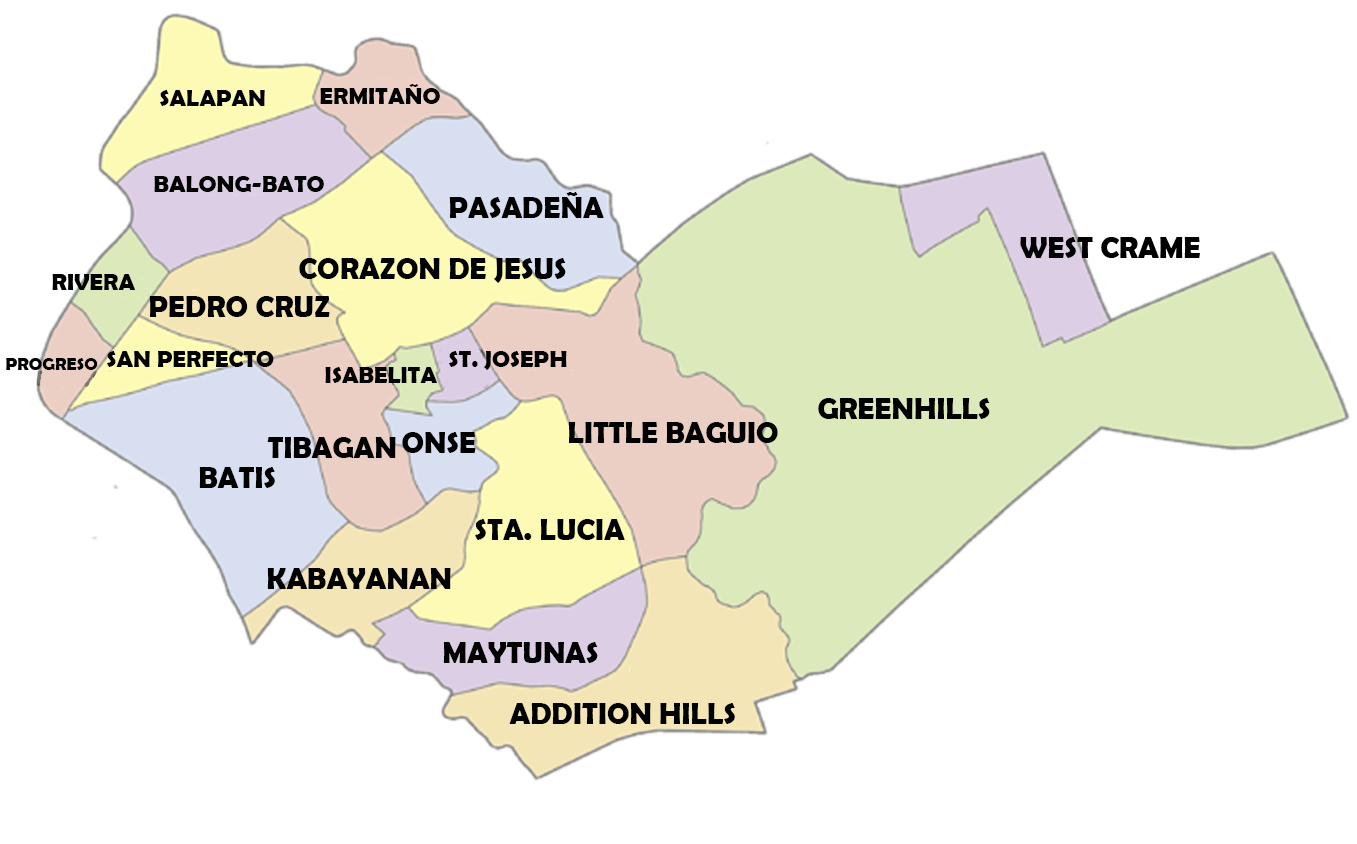 SALAPAN
ERMITAÑO
BALONG-BATO
PASADEÑA
WEST CRAME
CORAZON DE JESUS
RIVERA
PEDRO CRUZ
PROGRESO
SAN PERFECTO
ST. JOSEPH
ISABELITA
GREENHILLS
LITTLE BAGUIO
TIBAGAN
ONSE
BATIS
STA. LUCIA
KABAYANAN
MAYTUNAS
ADDITION HILLS